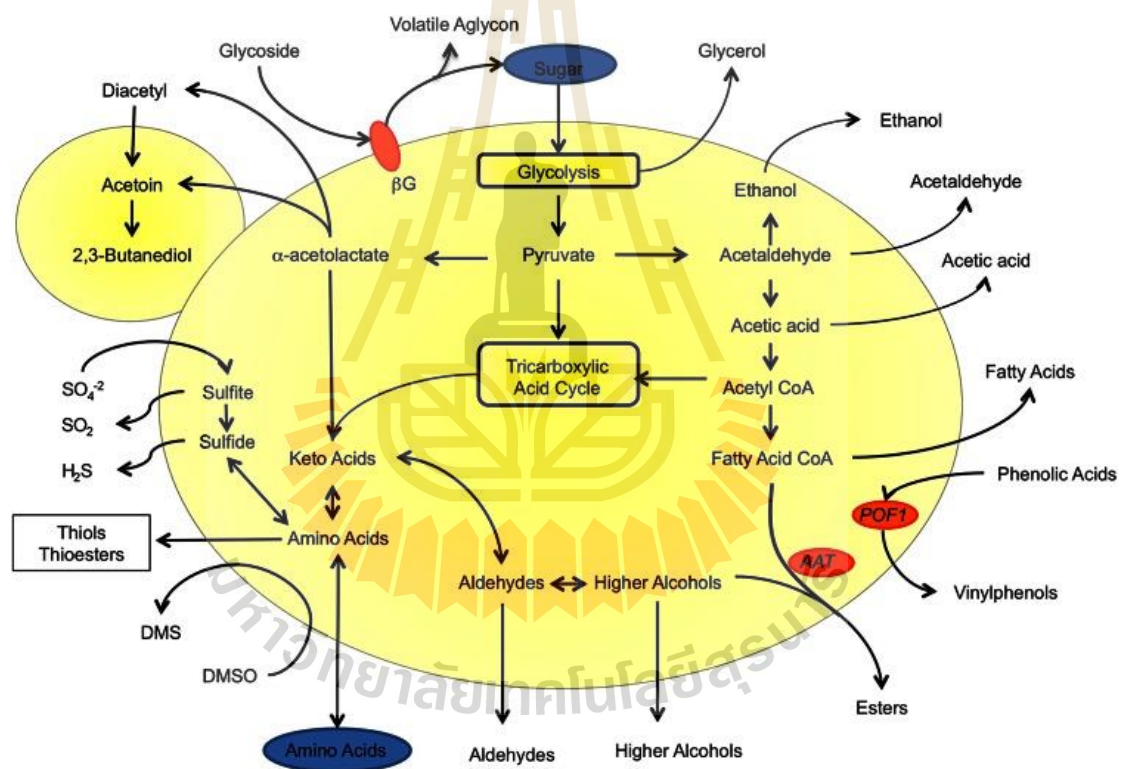 Volatile Aglycon
Glycoside
Sugar
Glycerol
Diacetyl
Ethanol
Glycolysis
βG
Acetoin
Ethanol
Acetaldehyde
2,3-Butanediol
α-acetolactate
Pyruvate
Acetaldehyde
Acetic acid
Acetic acid
Tricarboxylic
Acid Cycle
Fatty Acids
SO4-2
Sulfite
Acetyl CoA
SO2
Sulfide
H2S
Keto Acids
Fatty Acid CoA
Phenolic Acids
POF1
Thiols
Thioesters
Amino Acids
AAT
Aldehydes
Higher Alcohols
Vinylphenols
DMS
DMSO
มหาวิทยาลัยเทคโนโลยีสุรนารี
Esters
Amino Acids
Aldehydes
Higher Alcohols